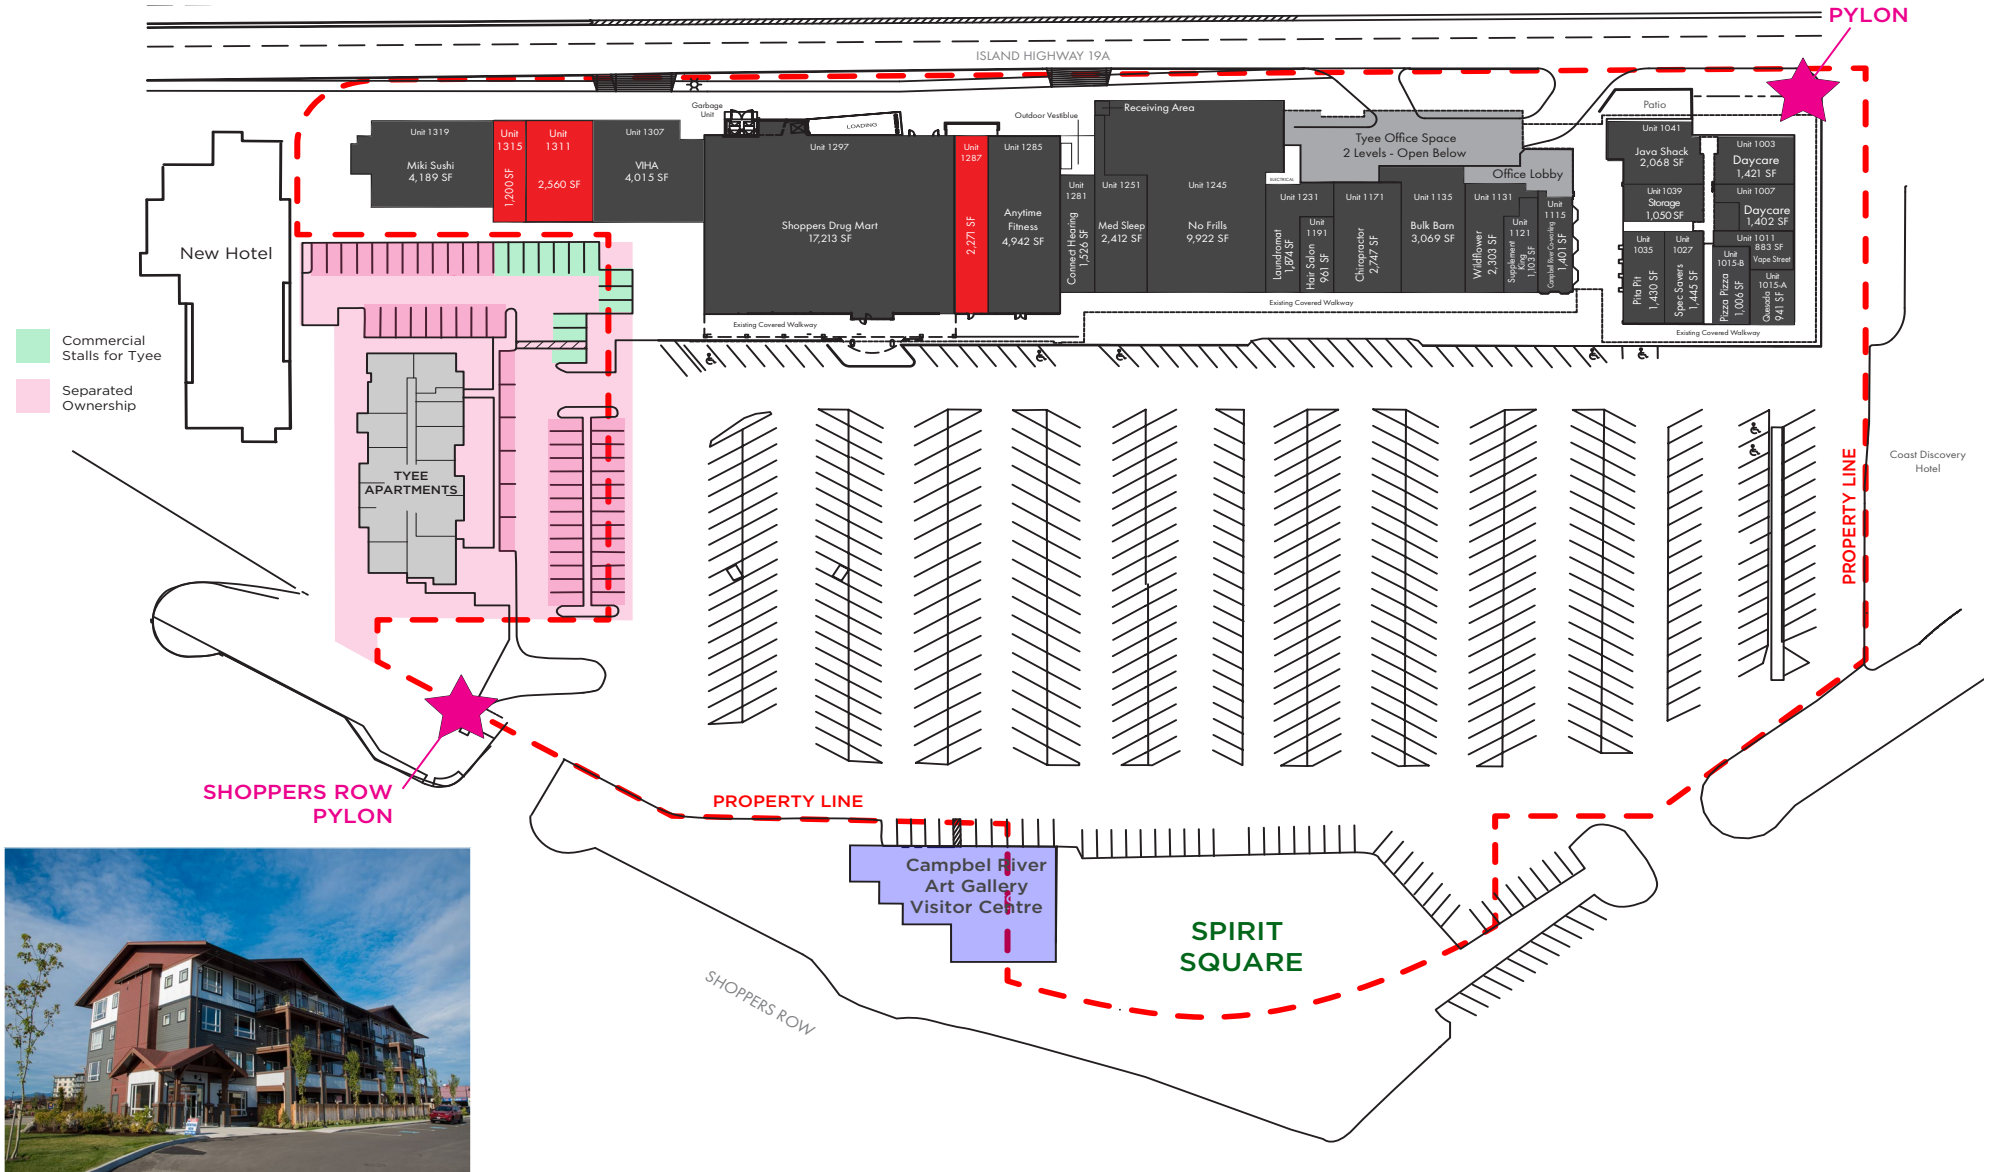 PYLON
ISLAND HIGHWAY 19A
Garbage
Unit
LOADING
Outdoor Vestiblue
Receiving Area
Patio
Unit 1319
Miki Sushi
4,189 SF
Unit
1315
1,200 SF
Unit
1311
2,560 SF
Unit 1307
VIHA
4,015 SF
Unit 1297
Shoppers Drug Mart
17,213 SF
Unit
1287
2,271 SF
Unit 1285
Anytime
Fitness
4,942 SF
Unit
1281
Connect Hearing
1,526 SF
Unit 1251
Med Sleep
2,412 SF
Unit 1245
No Frills
9,922 SF
Tyee Office Space
2 Levels - Open Below
Office Lobby
ELECTRICAL
Unit 1231
Laundromat
1,874 SF
Unit
1191
Hair Salon
961 SF
Unit 1171
Chiropractor
2,747 SF
Unit 1135
Bulk Barn
3,069 SF
Unit 1131
Wildflower
2,303 SF
Unit
1121
Supplement
King
1,103 SF
Unit
1115
Campbell River Co-working
1,401 SF
Unit 1041
Java Shack
2,068 SF
Unit 1039
Storage
1,050 SF
Unit
1035
Pita Pit
1,430 SF
Unit
1027
Spec Savers
1,445 SF
Unit 1003
Daycare
1,421 SF
Unit 1007
Daycare
1,402 SF
Unit 1011
883 SF
Vape Street
Unit
1015-B
Pizza Pizza
1,006 SF
Unit
1015-A
Quesada
941 SF
Existing Covered Walkway
Existing Covered Walkway
Existing Covered Walkway
New Hotel
Commercial
Stalls for Tyee
Separated
Ownership
TYEE
APARTMENTS
PROPERTY LINE
Coast Discovery
Hotel
SHOPPERS ROW
PYLON
PROPERTY LINE
Campbel River
Art Gallery
Visitor Centre
SPIRIT
SQUARE
SHOPPERS ROW